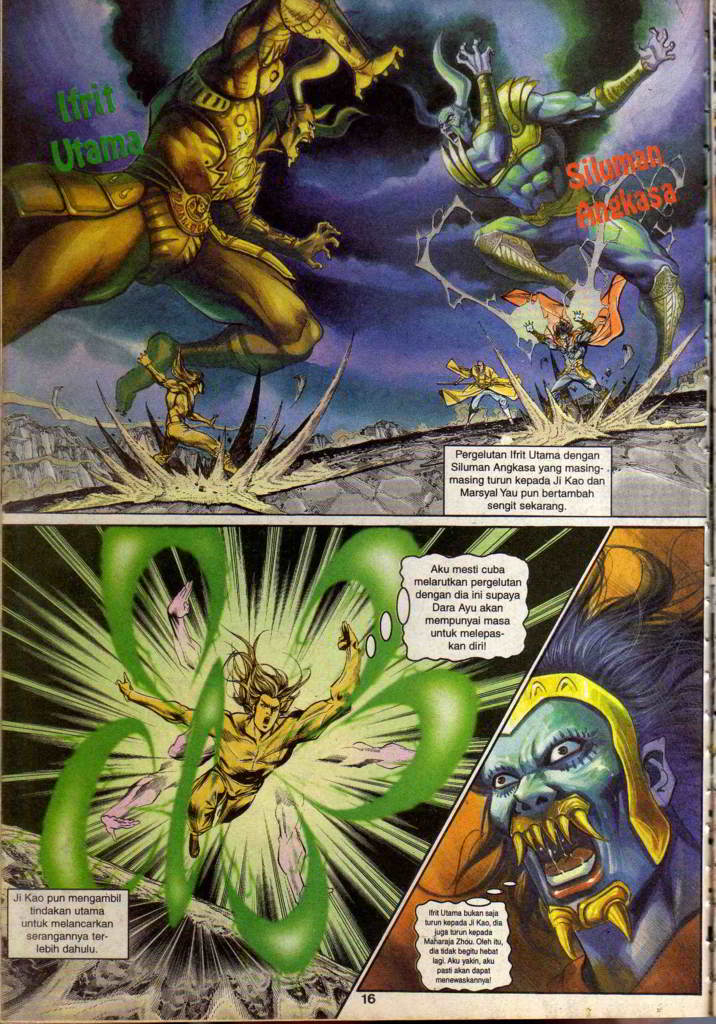 Ifrit
Utama
Siluman
Angkasa
Pergelutan Ifrit Utama dengan
Siluman Angkasa yang masing-
masing turun kepada Ji Kao dan
Marsyal Yau pun bertambah
sengit sekarang.
Aku mesti cuba
melarutkan pergelutan
dengan dia ini supaya
Dara Ayu akan
mempunyai masa
untuk melepas-
kan diri!
Ji Kao pun mengambil
tindakan utama
untuk melancarkan
serangannya ter-
lebih dahulu.
Ifrit Utama bukan saja
turun kepada Ji Kao, dia
juga turun kepada
Maharaja Zhou. Oleh itu,
dia tidak begitu hebat
lagi. Aku yakin, aku
pasti akan dapat
menewaskannya!
16